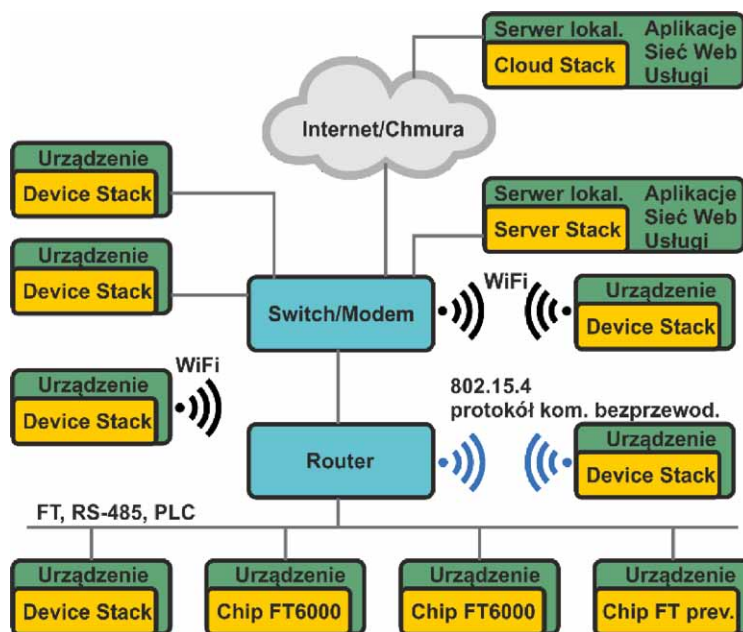 Serwer lokal.
Cloud Stack
Aplikacje
Sieć Web
Usługi
Internet/Chmura
Urządzenie
Device Stack
Serwer lokal.
Server Stack
Aplikacje
Sieć Web
Usługi
Urządzenie
Device Stack
Switch/Modem
WiFi
Urządzenie
Device Stack
WiFi
Urządzenie
Device Stack
802.15.4
protokół kom. bezprzewod.
Router
Urządzenie
Device Stack
FT, RS-485, PLC
Urządzenie
Device Stack
Urządzenie
Chip FT6000
Urządzenie
Chip FT6000
Urządzenie
Chip FT prev.